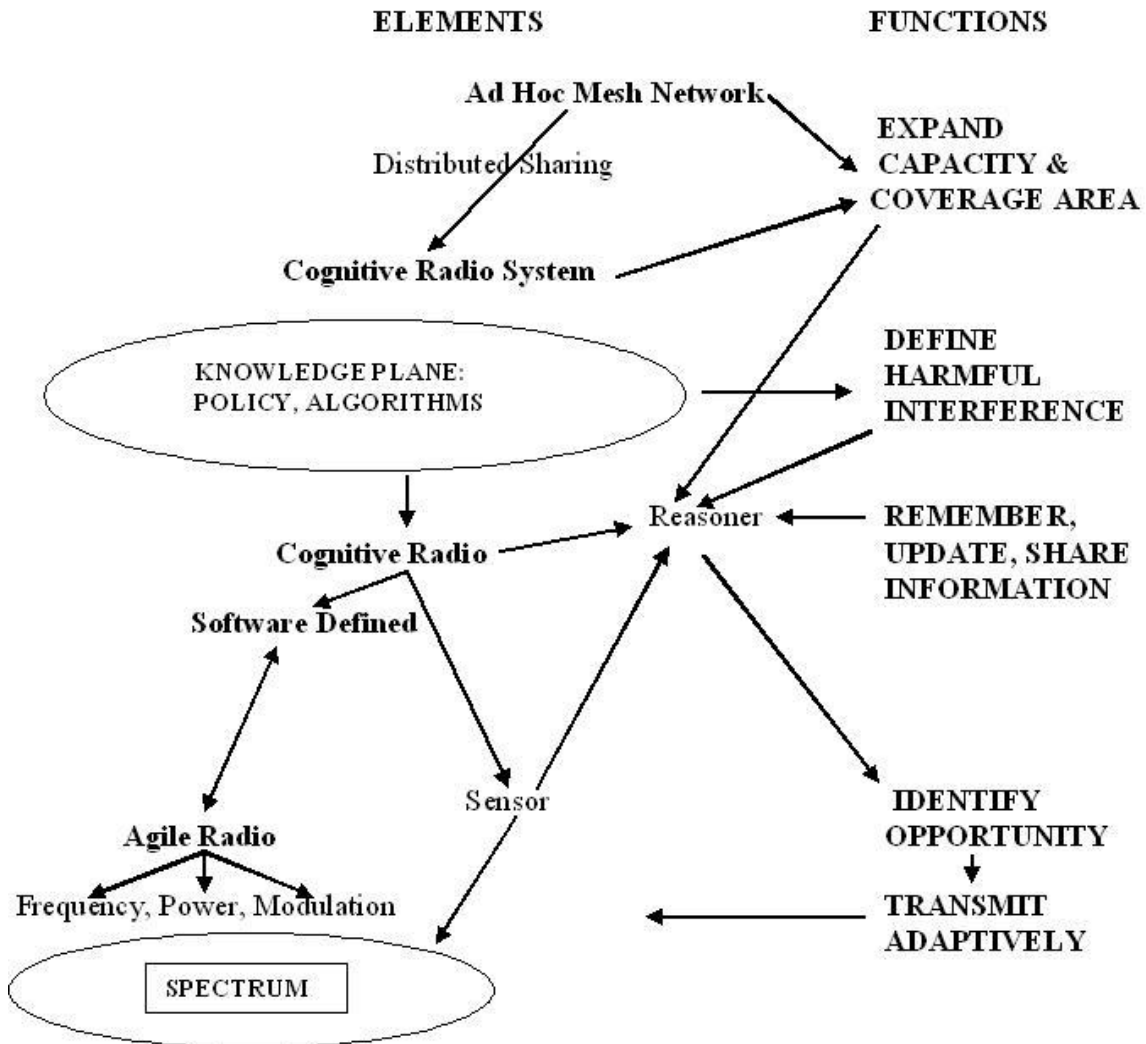 ELEMENTS
FUNCTIONS
Ad Hoc Mesh Network
EXPAND
CAPACITY &
COVERAGE AREA
Distributed Sharing
Cognitive Radio System
KNOWLEDGE PLANE:
POLICY, ALGORITHMS
DEFINE
HARMFUL
INTERFERENCE
Reasoner
REMEMBER,
UPDATE, SHARE
INFORMATION
Cognitive Radio
Software Defined
Sensor
IDENTIFY
OPPORTUNITY
Agile Radio
Frequency, Power, Modulation
TRANSMIT
ADAPTIVELY
SPECTRUM